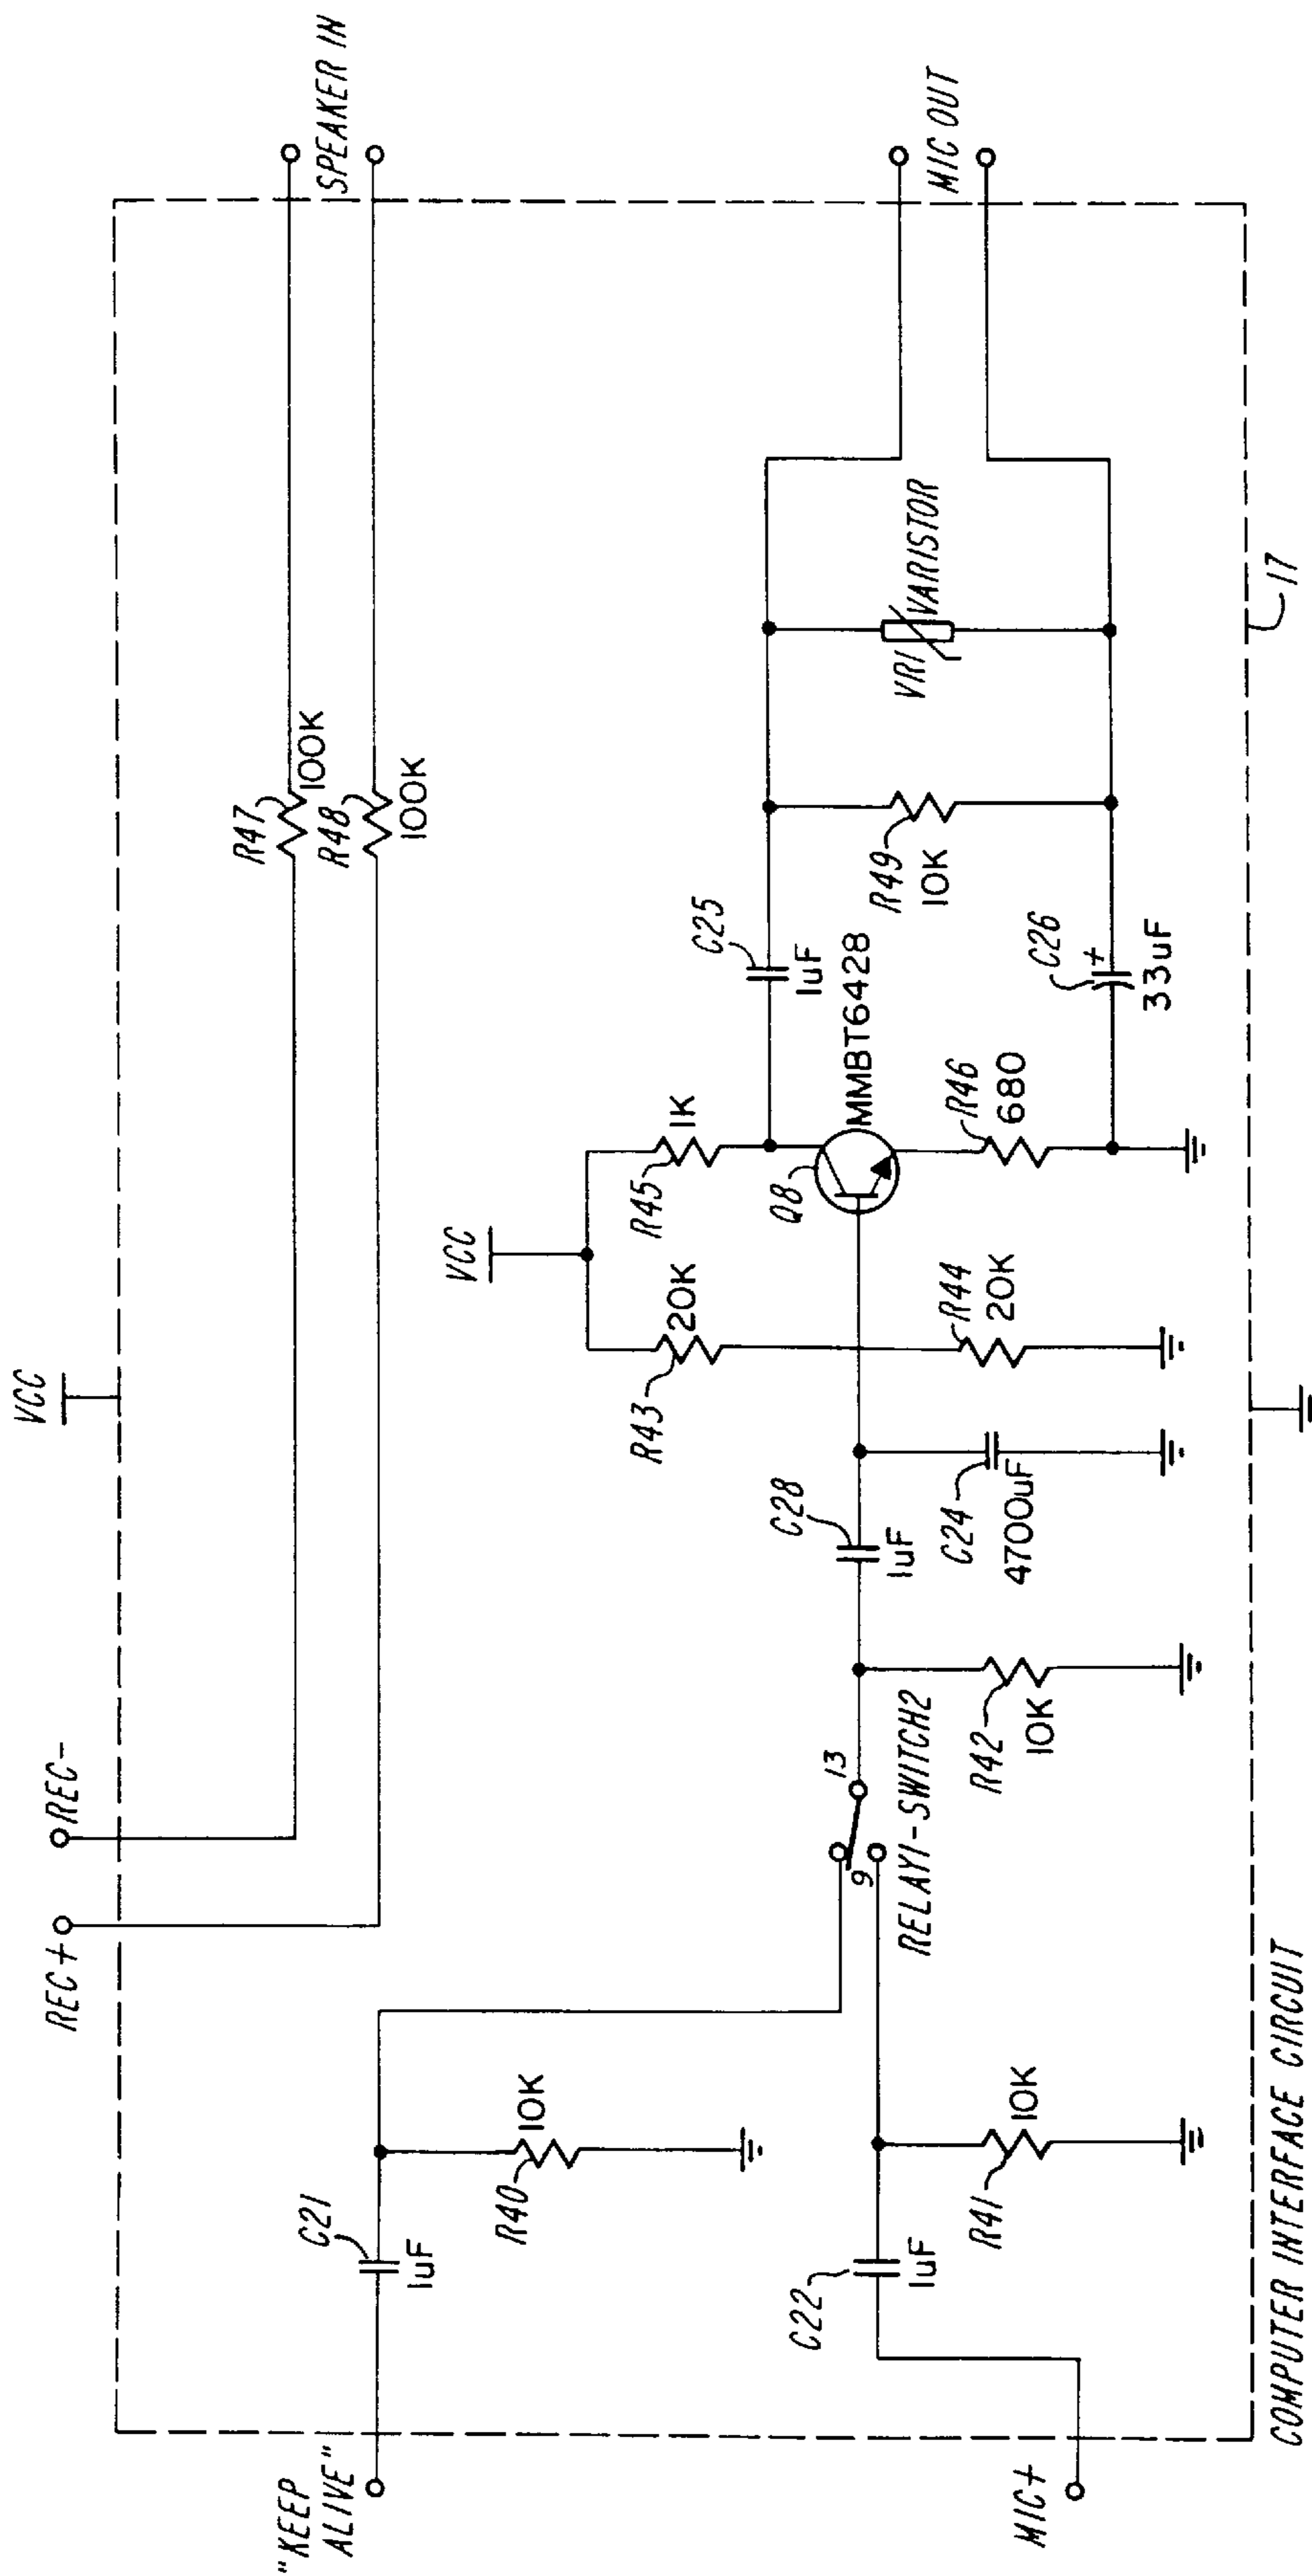 VCC
REC+
REC-
SPEAKER IN
R47
100K
R48
100K
"KEEP
ALIVE"
C21
1uF
R40
10K
VCC
R43
20K
R45
1K
C25
1uF
MIC OUT
C22
1uF
9
13
RELAY1-SWITCH2
C28
1uF
Q8
MMBT6428
R49
10K
VR1
VARISTOR
MIC+
R41
10K
R42
10K
C24
4700uF
R44
20K
R46
680
C26
+
33uF
17
COMPUTER INTERFACE CIRCUIT